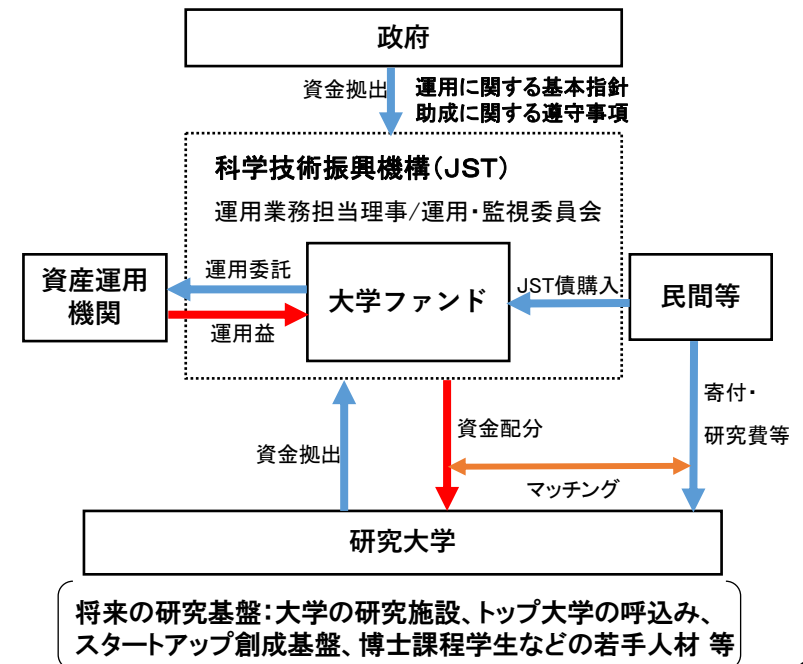 政府
資金拠出
運用に関する基本指針
助成に関する遵守事項
科学技術振興機構(JST)
運用業務担当理事/運用・監視委員会
資産運用
機関
運用委託
運用益
大学ファンド
JST債購入
民間等
資金拠出
資金配分
寄付・
研究費等
マッチング
研究大学
将来の研究基盤:大学の研究施設、トップ大学の呼込み、
スタートアップ創成基盤、博士課程学生などの若手人材 等